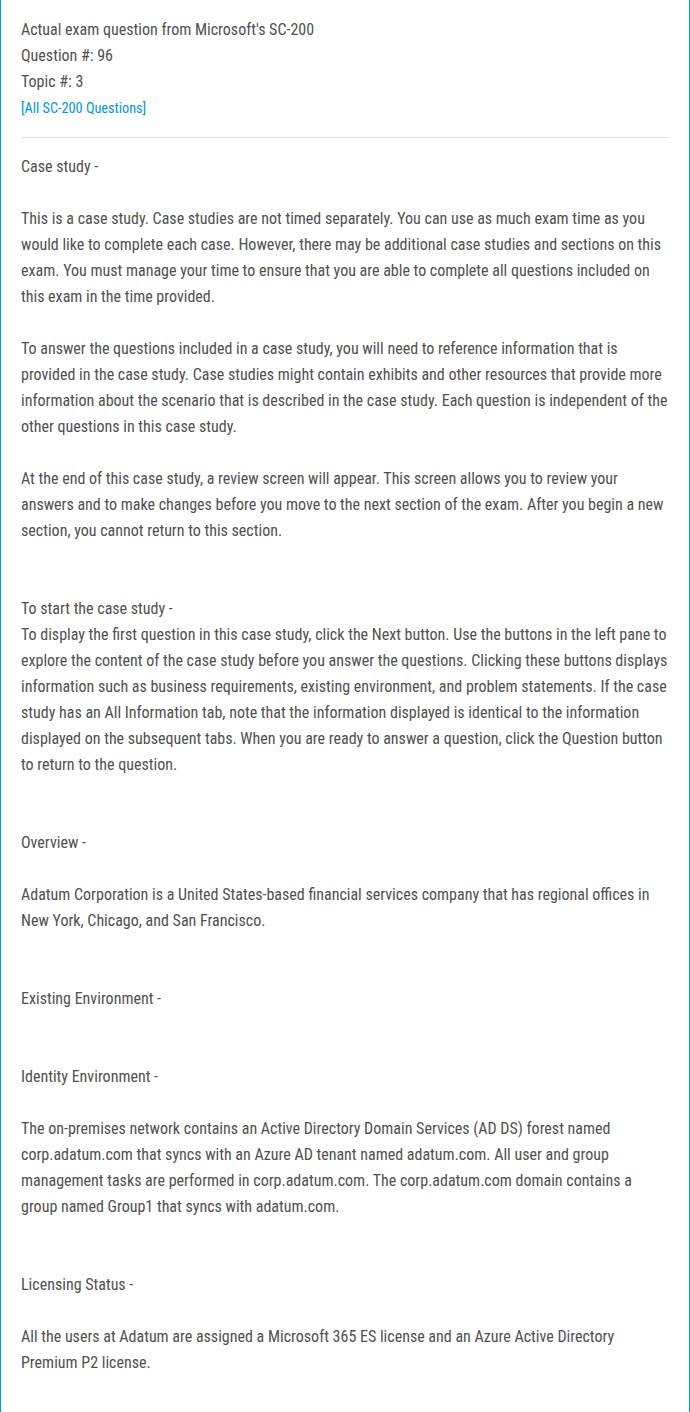 Actual exam question from Microsoft's SC-200
Question #: 96
Topic #: 3
[All SC-200 Questions]
Case study -
This is a case study. Case studies are not timed separately. You can use as much exam time as you
would like to complete each case. However, there may be additional case studies and sections on this
exam. You must manage your time to ensure that you are able to complete all questions included on
this exam in the time provided.
To answer the questions included in a case study, you will need to reference information that is
provided in the case study. Case studies might contain exhibits and other resources that provide more
information about the scenario that is described in the case study. Each question is independent of the
other questions in this case study.
At the end of this case study, a review screen will appear. This screen allows you to review your
answers and to make changes before you move to the next section of the exam. After you begin a new
section, you cannot return to this section.
To start the case study -
To display the first question in this case study, click the Next button. Use the buttons in the left pane to
explore the content of the case study before you answer the questions. Clicking these buttons displays
information such as business requirements, existing environment, and problem statements. If the case
study has an All Information tab, note that the information displayed is identical to the information
displayed on the subsequent tabs. When you are ready to answer a question, click the Question button
to return to the question.
Overview -
Adatum Corporation is a United States-based financial services company that has regional offices in
New York, Chicago, and San Francisco.
Existing Environment -
Identity Environment -
The on-premises network contains an Active Directory Domain Services (AD DS) forest named
corp.adatum.com that syncs with an Azure AD tenant named adatum.com. All user and group
management tasks are performed in corp.adatum.com. The corp.adatum.com domain contains a
group named Group1 that syncs with adatum.com.
Licensing Status -
All the users at Adatum are assigned a Microsoft 365 ES license and an Azure Active Directory
Premium P2 license.